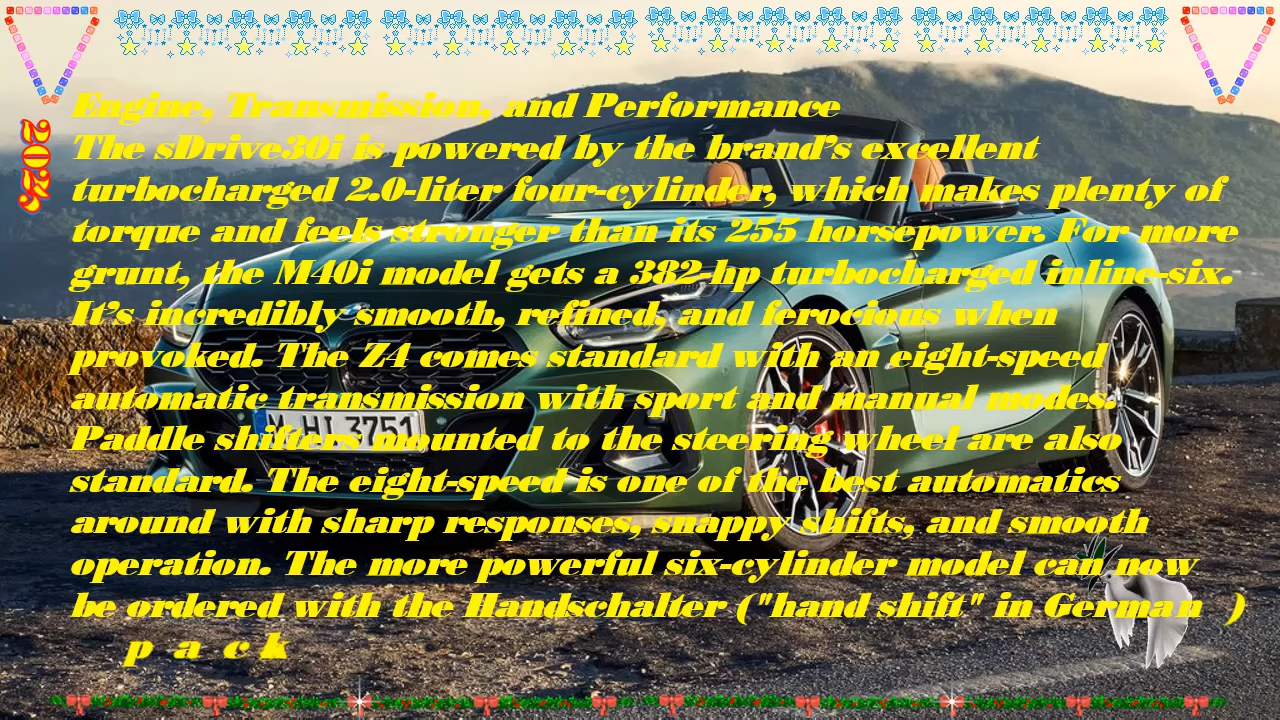 Engine, Transmission, and Performance
The sDrive30i is powered by the brand’s excellent
turbocharged 2.0-liter four-cylinder, which makes plenty of
torque and feels stronger than its 255 horsepower. For more
grunt, the M40i model gets a 382-hp turbocharged inline-six.
It’s incredibly smooth, refined, and ferocious when
provoked. The Z4 comes standard with an eight-speed
automatic transmission with sport and manual modes.
Paddle shifters mounted to the steering wheel are also
standard. The eight-speed is one of the best automatics
around with sharp responses, snappy shifts, and smooth
operation. The more powerful six-cylinder model can now
be ordered with the Handschalter ("hand shift" in German )
p a c k
3751